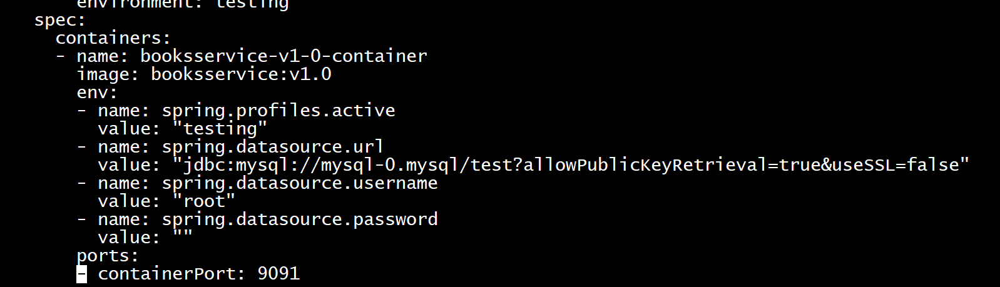 environment: testing
spec:
containers:
- name: booksservice-v1-0-container
image: booksservice:v1.0
env:
- name: spring.profiles.active
value: "testing"
- name: spring.datasource.url
value: "jdbc:mysql://mysql-0.mysql/test?allowPublicKeyRetrieval=true&useSSL=false"
- name: spring.datasource.username
value: "root"
- name: spring.datasource.password
value: ""
ports:
- containerPort: 9091